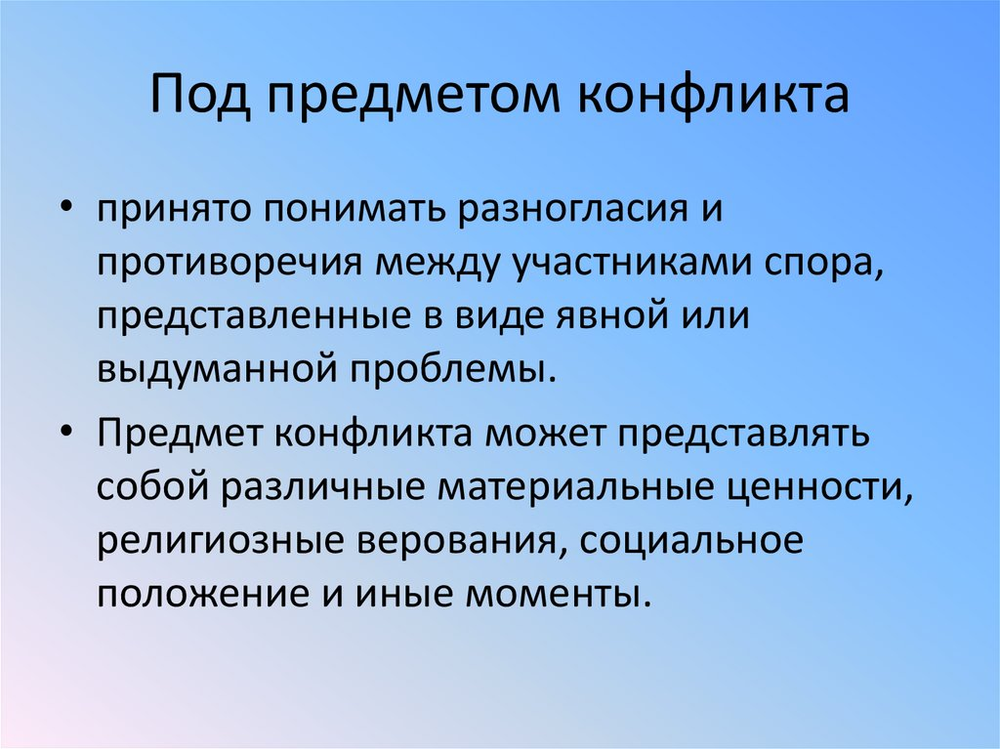 Под предметом конфликта
• принято понимать разногласия и
противоречия между участниками спора,
представленные в виде явной или
выдуманной проблемы.
• Предмет конфликта может представлять
собой различные материальные ценности,
религиозные верования, социальное
положение и иные моменты.